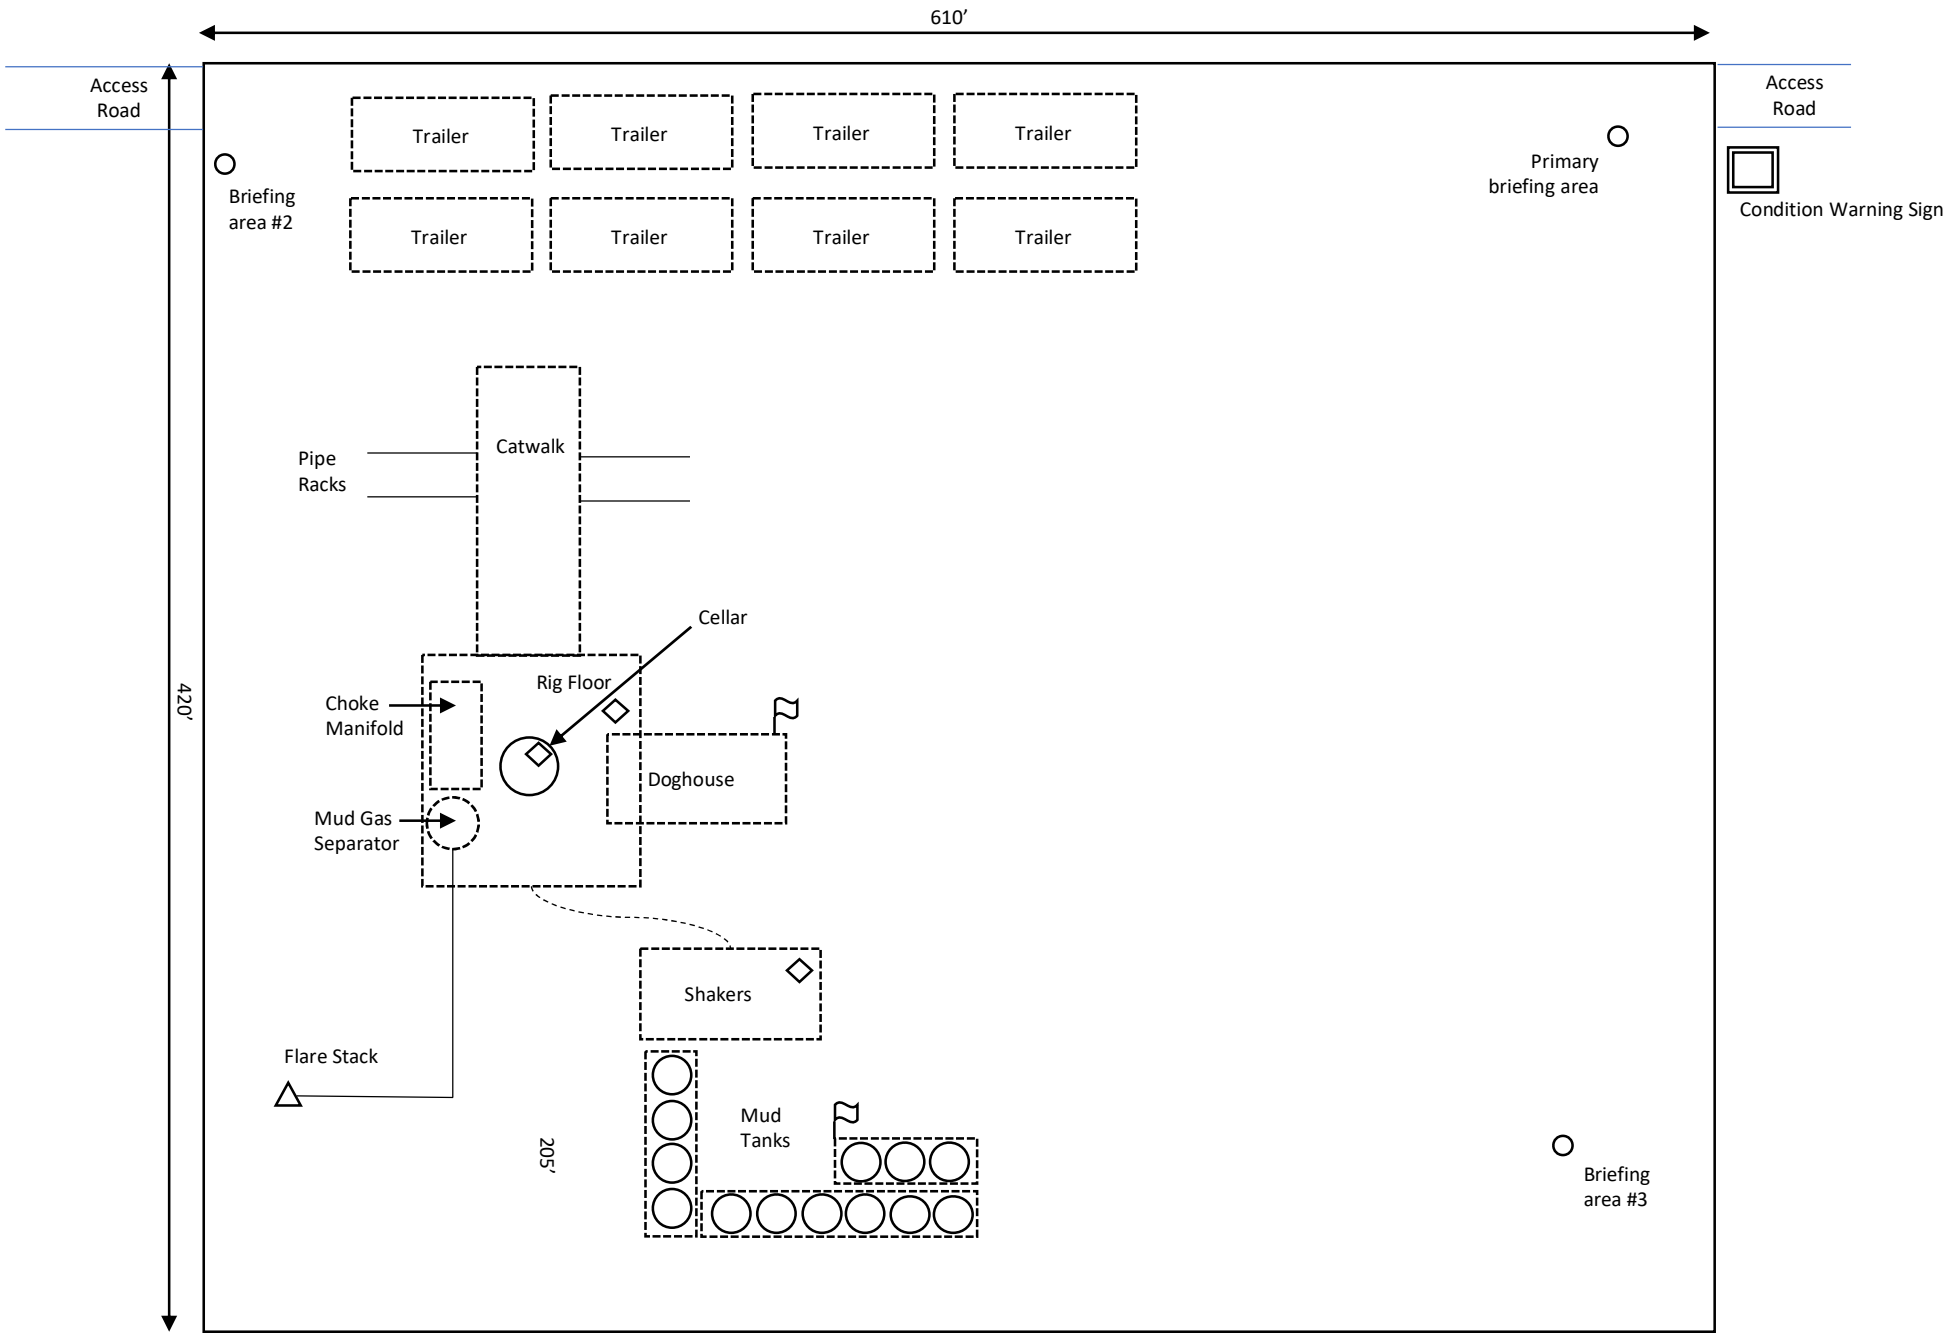 610’
Access
Road
Access
Road
Trailer
Trailer
Trailer
Trailer
Primary
briefing area
Briefing
area #2
Condition Warning Sign
Trailer
Trailer
Trailer
Trailer
Catwalk
Pipe
Racks
Cellar
420’
Rig Floor
Choke
Manifold
Doghouse
Mud Gas
Separator
Shakers
Flare Stack
Mud
Tanks
205’
Briefing
area #3